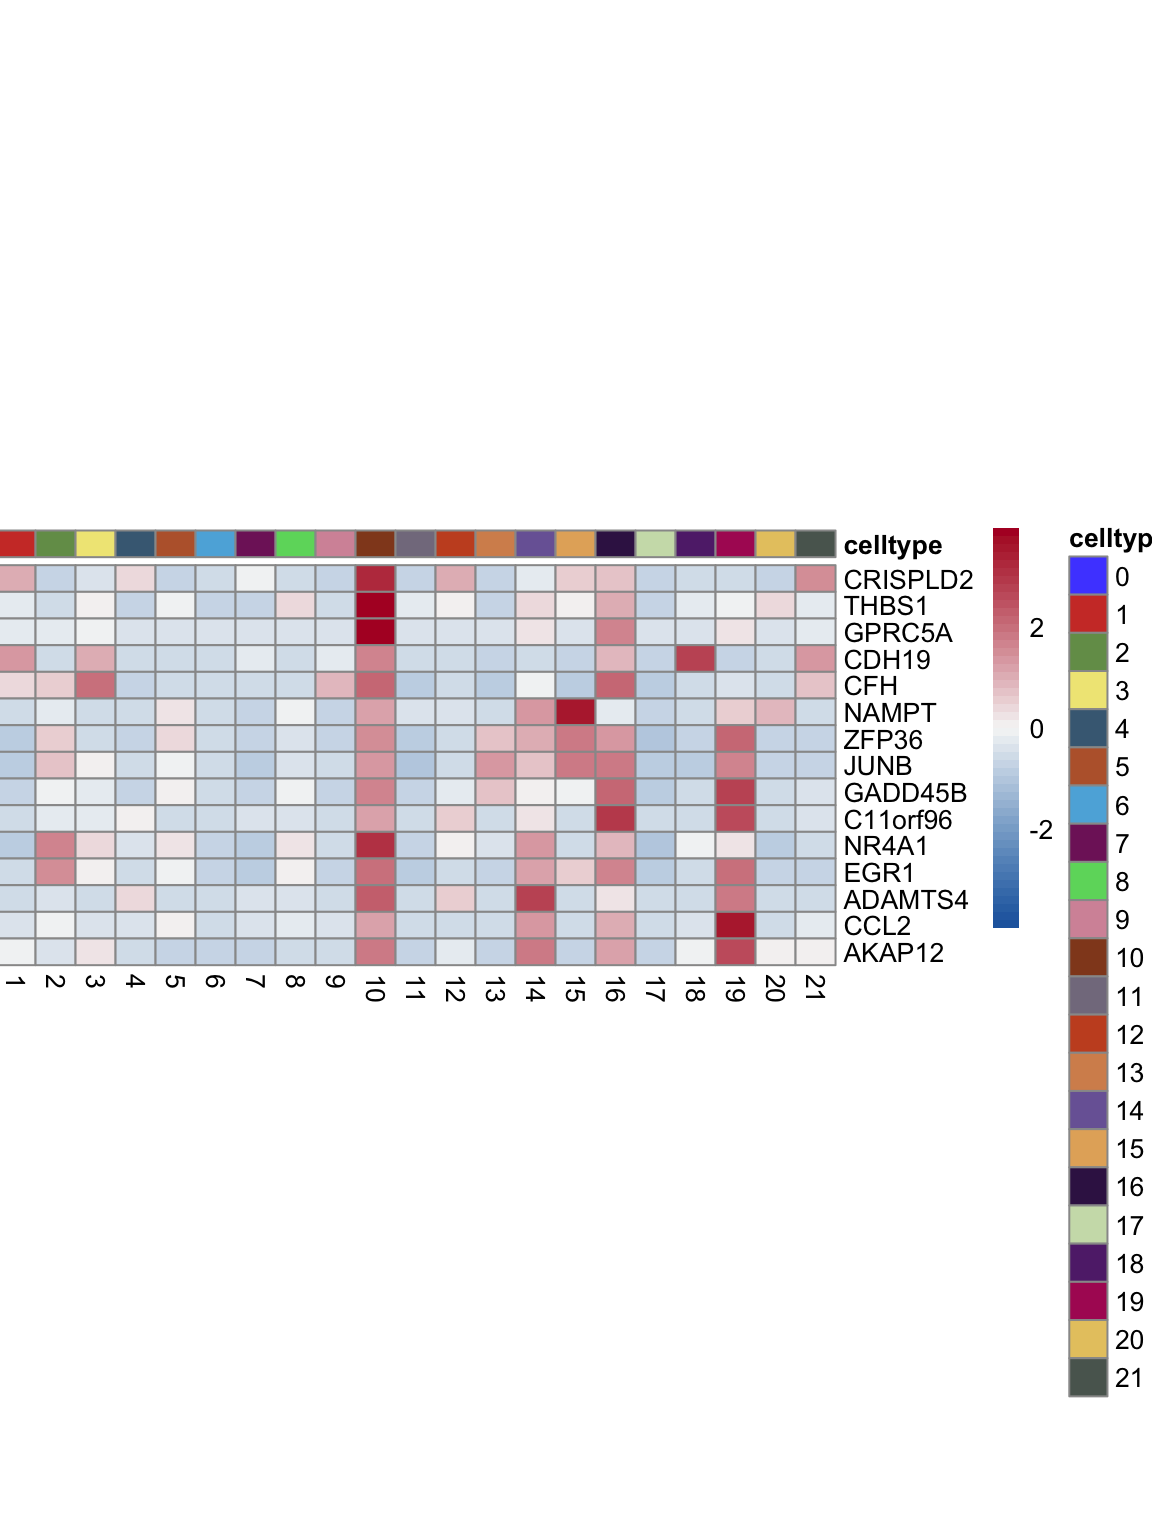 celltype
CRISPLD2
THBS1
GPRC5A
CDH19
CFH
NAMPT
ZFP36
JUNB
GADD45B
C11orf96
NR4A1
EGR1
ADAMTS4
CCL2
AKAP12
1 2 3 4 5 6 7 8 9 10 11 12 13 14 15 16 17 18 19 20 21
2
0
-2
celltyp
0
1
2
3
4
5
6
7
8
9
10
11
12
13
14
15
16
17
18
19
20
21